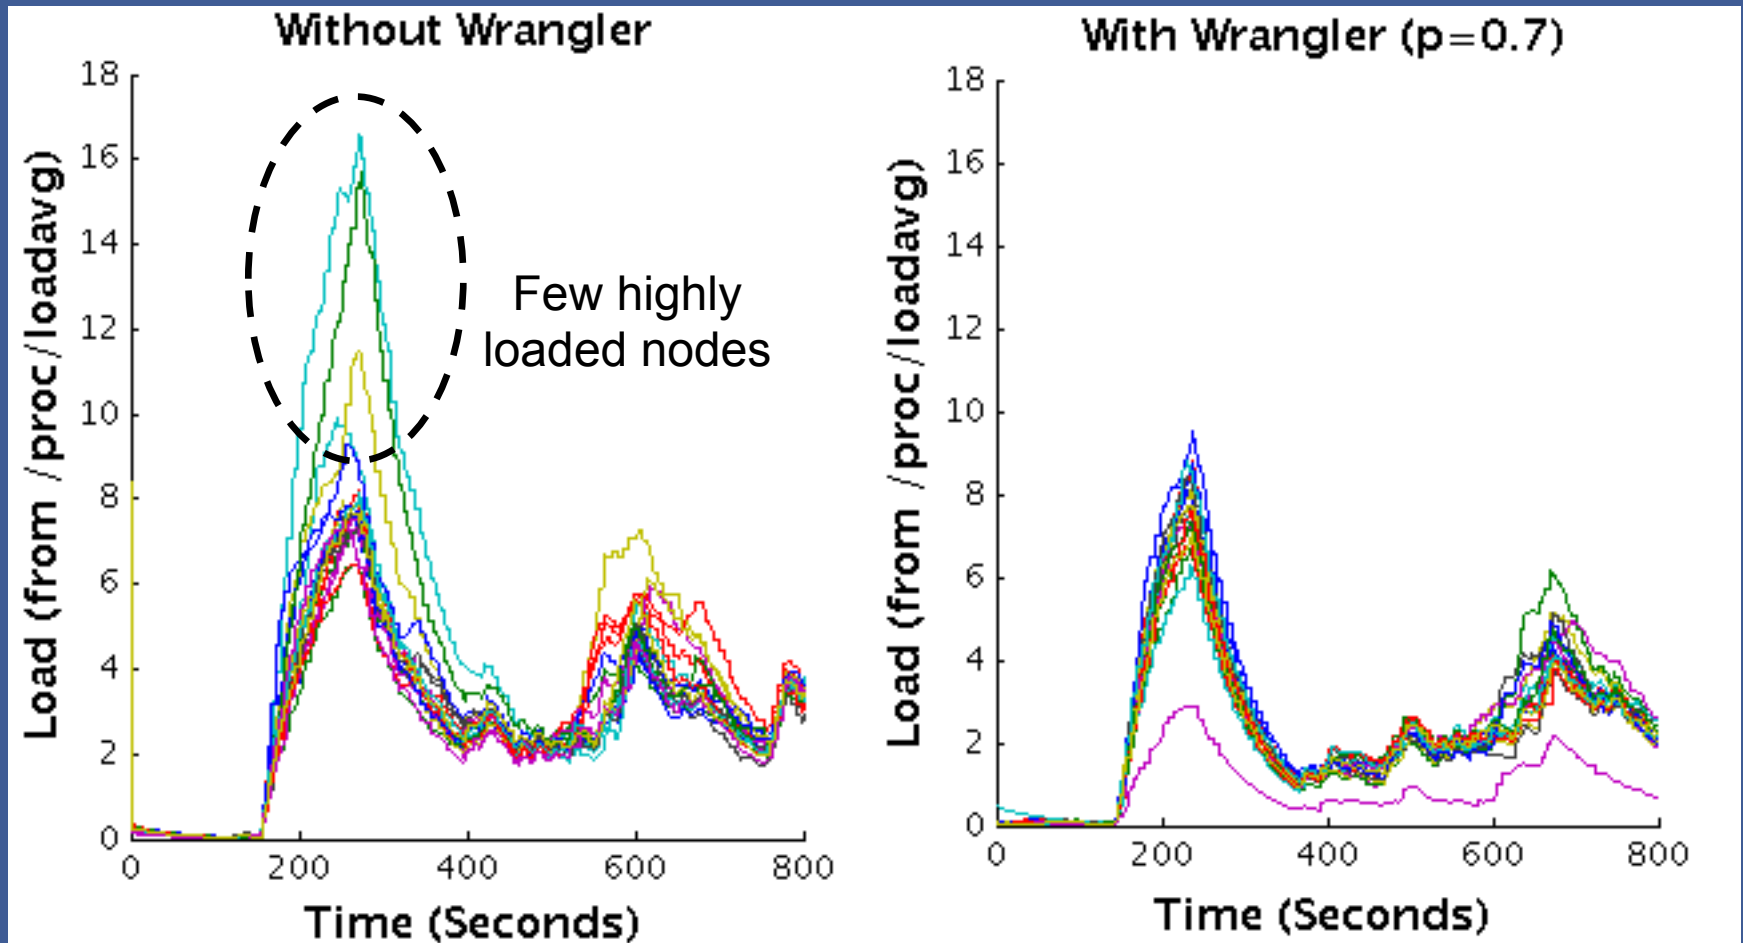 Without Wrangler
18
16
14
12
10
8
6
4
2
0
0 200 400 600 800
Time (Seconds)
Load (from /proc/loadavg)
Few highly
loaded nodes
With Wrangler (p=0.7)
18
16
14
12
10
8
6
4
2
0
0 200 400 600 800
Time (Seconds)
Load (from /proc/loadavg)